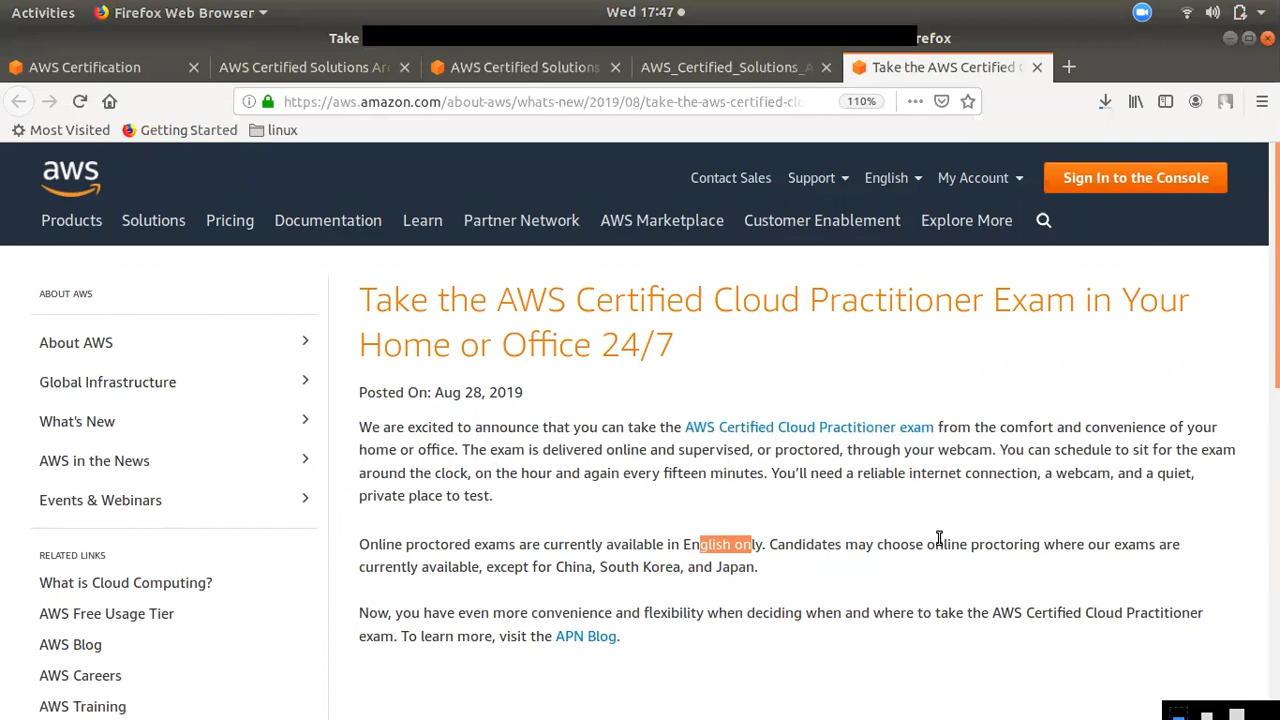 Activities Firefox Web Browser Wed 17:47
Take refox
AWS Certification AWS Certified Solutions Ar AWS Certified Solutions AWS_Certified_Solutions_A Take the AWS Certified C
https://aws.amazon.com/about-aws/whats-new/2019/08/take-the-aws-certified-cl 110%
Most Visited Getting Started linux
aws
Contact Sales Support English My Account Sign In to the Console
Products Solutions Pricing Documentation Learn Partner Network AWS Marketplace Customer Enablement Explore More
ABOUT AWS
About AWS
Global Infrastructure
What's New
AWS in the News
Events & Webinars
RELATED LINKS
What is Cloud Computing?
AWS Free Usage Tier
AWS Blog
AWS Careers
AWS Training
Take the AWS Certified Cloud Practitioner Exam in Your
Home or Office 24/7
Posted On: Aug 28, 2019
We are excited to announce that you can take the AWS Certified Cloud Practitioner exam from the comfort and convenience of your
home or office. The exam is delivered online and supervised, or proctored, through your webcam. You can schedule to sit for the exam
around the clock, on the hour and again every fifteen minutes. You’ll need a reliable internet connection, a webcam, and a quiet,
private place to test.
Online proctored exams are currently available in English only. Candidates may choose online proctoring where our exams are
currently available, except for China, South Korea, and Japan.
Now, you have even more convenience and flexibility when deciding when and where to take the AWS Certified Cloud Practitioner
exam. To learn more, visit the APN Blog.